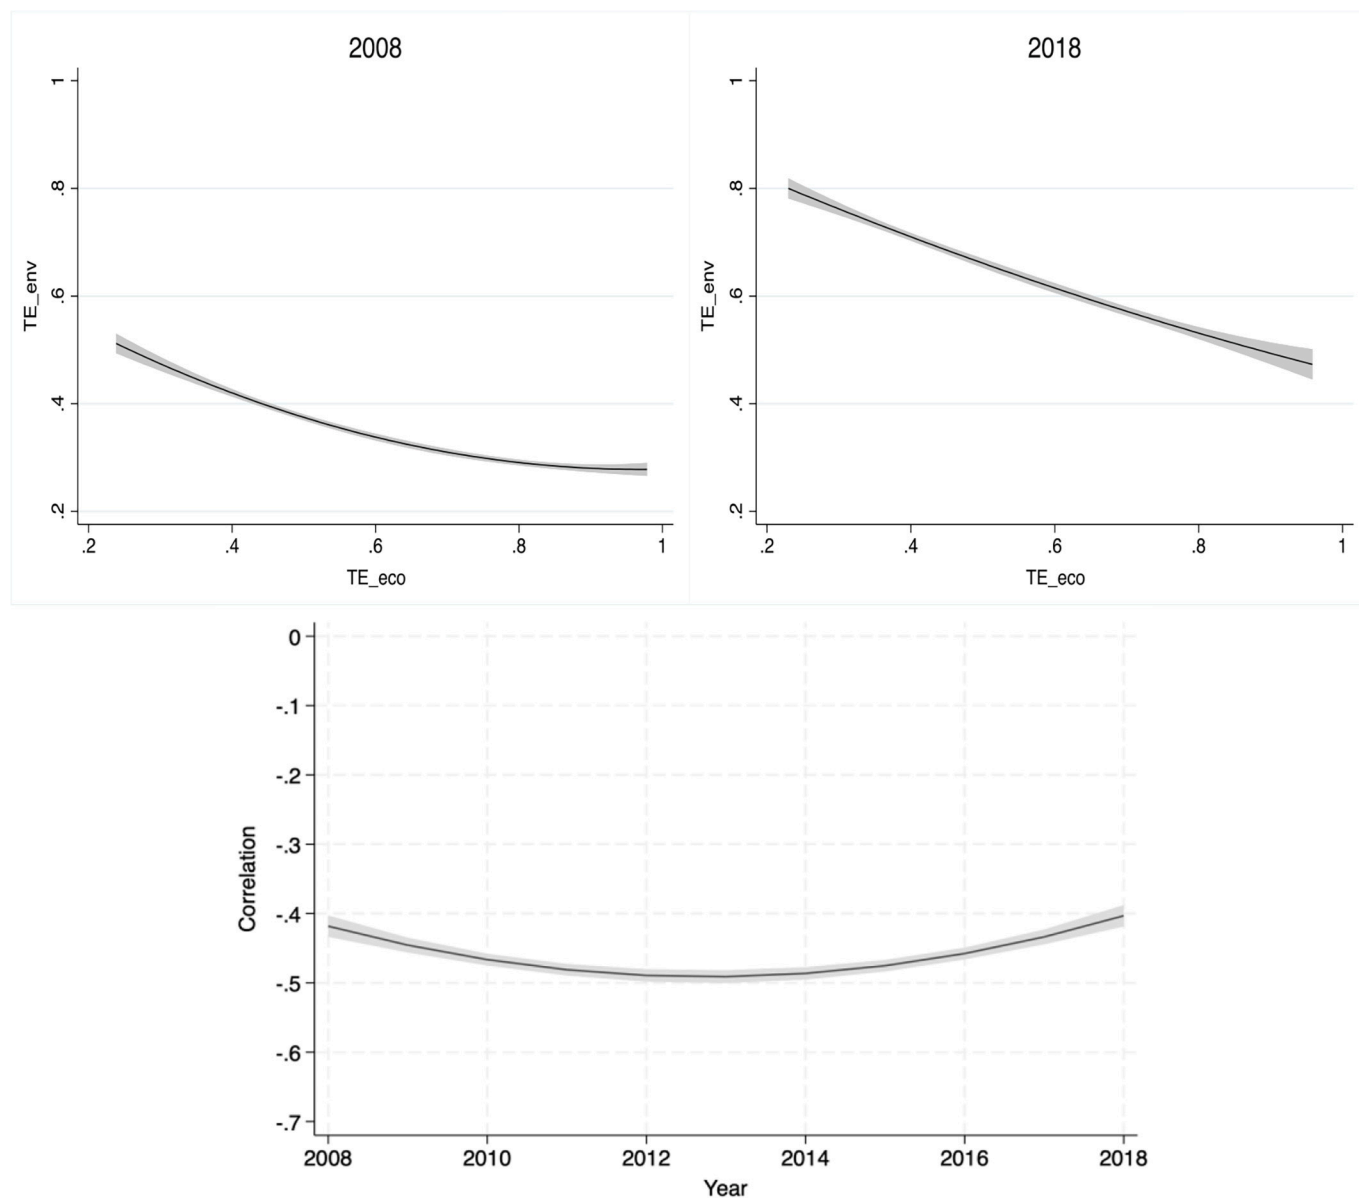 2008
1
.8
.6
.4
.2
TE_env
.2 .4 .6 .8 1
TE_eco
2018
1
.8
.6
.4
.2
TE_env
.2 .4 .6 .8 1
TE_eco
0
-.1
-.2
-.3
-.4
-.5
-.6
-.7
Correlation
2008 2010 2012 2014 2016 2018
Year